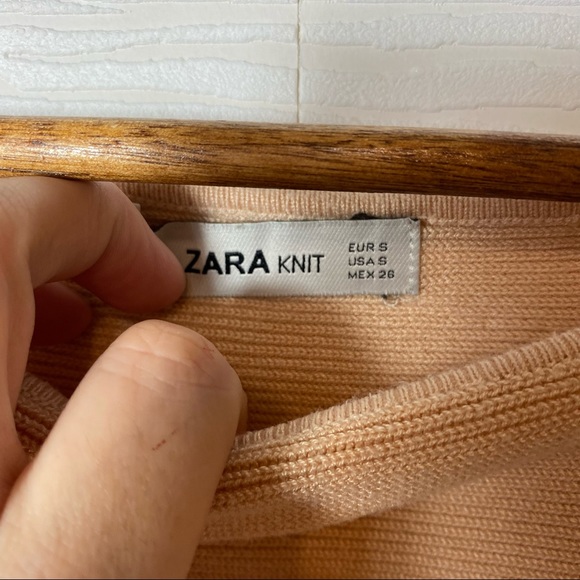 ZARA KNIT
EUR S
USA S
MEX 26